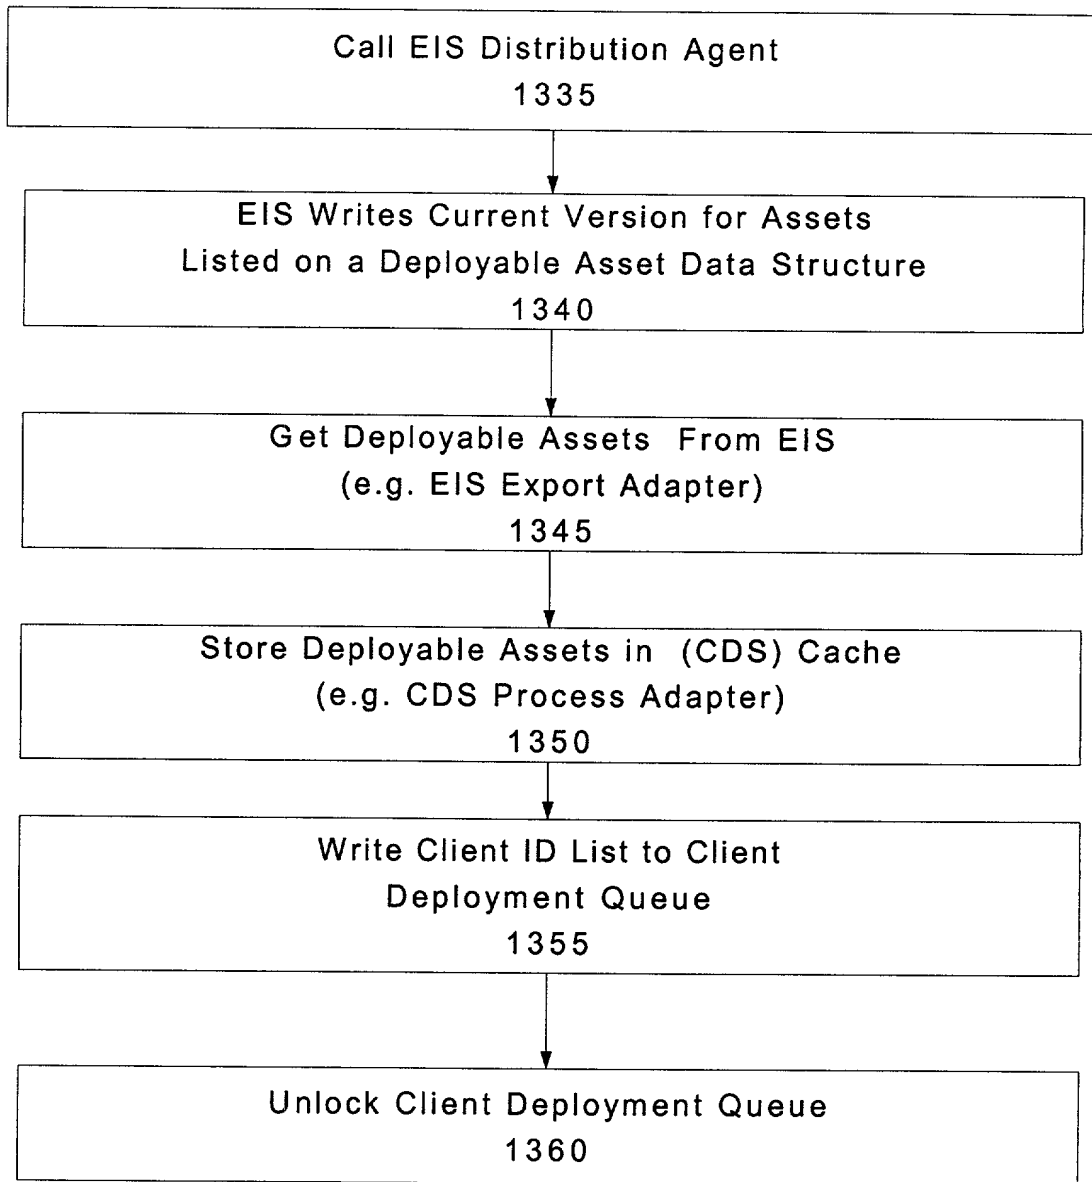 Call EIS Distribution Agent
1335
EIS Writes Current Version for Assets
Listed on a Deployable Asset Data Structure
1340
Get Deployable Assets From EIS
(e.g. EIS Export Adapter)
1345
Store Deployable Assets in (CDS) Cache
(e.g. CDS Process Adapter)
1350
Write Client ID List to Client
Deployment Queue
1355
Unlock Client Deployment Queue
1360